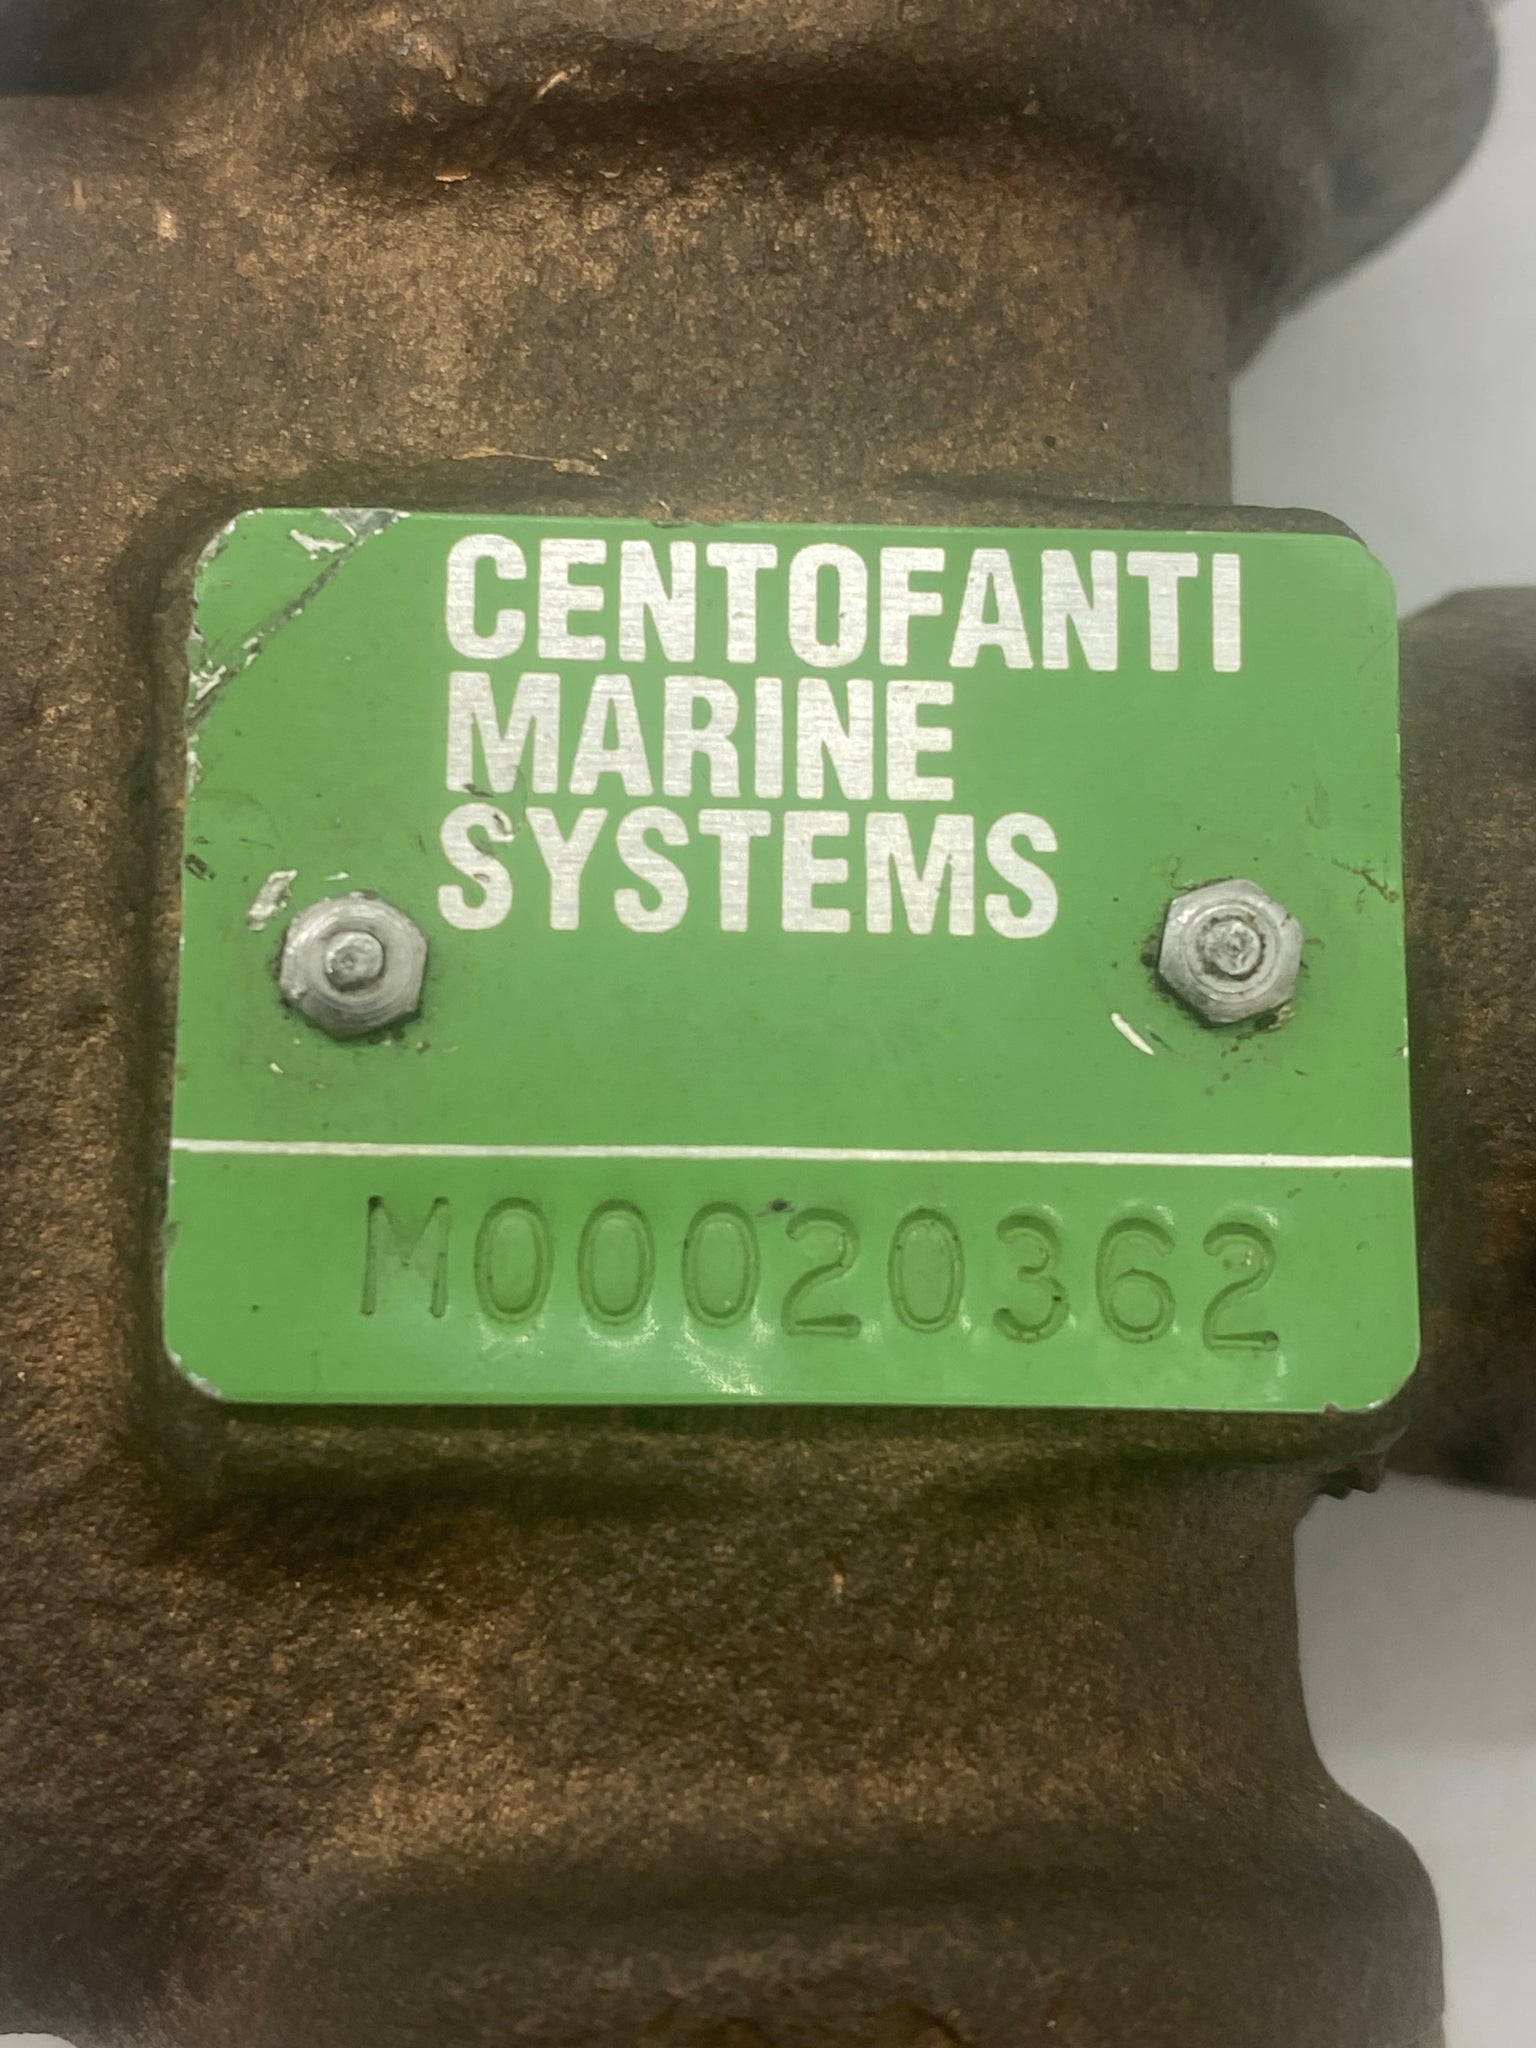 CENTOFANTI
MARINE
SYSTEMS
M00020362